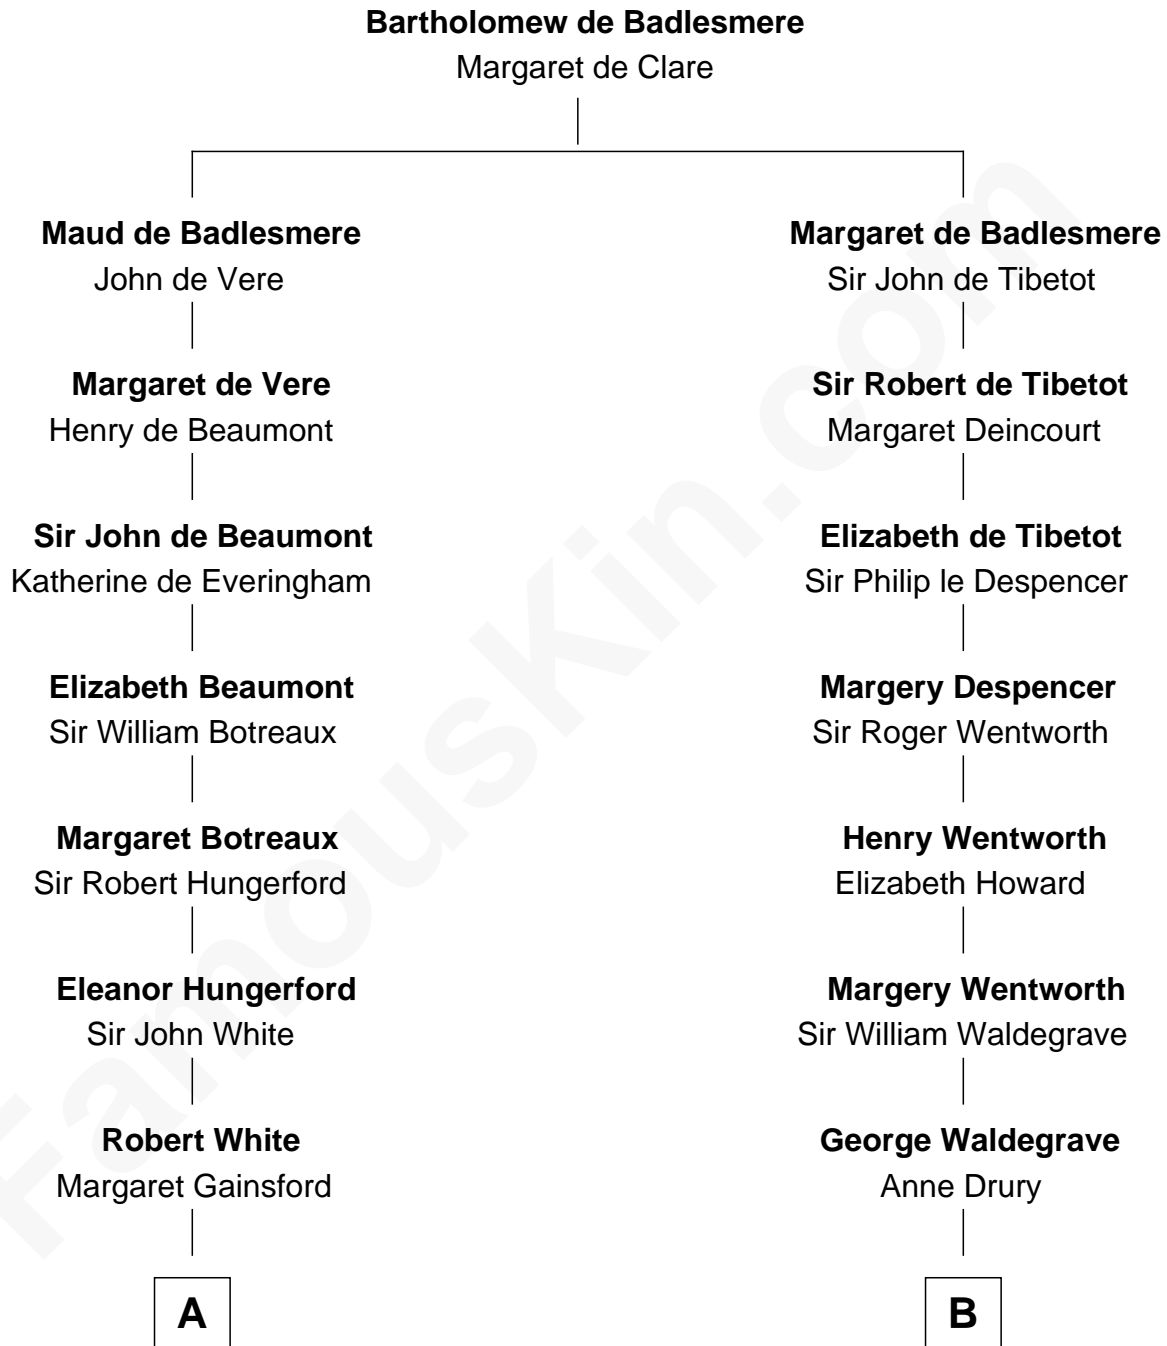 Bartholomew de Badlesmere
Margaret de Clare
Maud de Badlesmere
John de Vere
Margaret de Badlesmere
Sir John de Tibetot
Margaret de Vere
Henry de Beaumont
Sir Robert de Tibetot
Margaret Deincourt
Sir John de Beaumont
Katherine de Everingham
Elizabeth de Tibetot
Sir Philip le Despencer
Elizabeth Beaumont
Sir William Botreaux
Margery Despencer
Sir Roger Wentworth
Margaret Botreaux
Sir Robert Hungerford
Henry Wentworth
Elizabeth Howard
Eleanor Hungerford
Sir John White
Margery Wentworth
Sir William Waldegrave
Robert White
Margaret Gainsford
George Waldegrave
Anne Drury
A
B
FamousKin.com